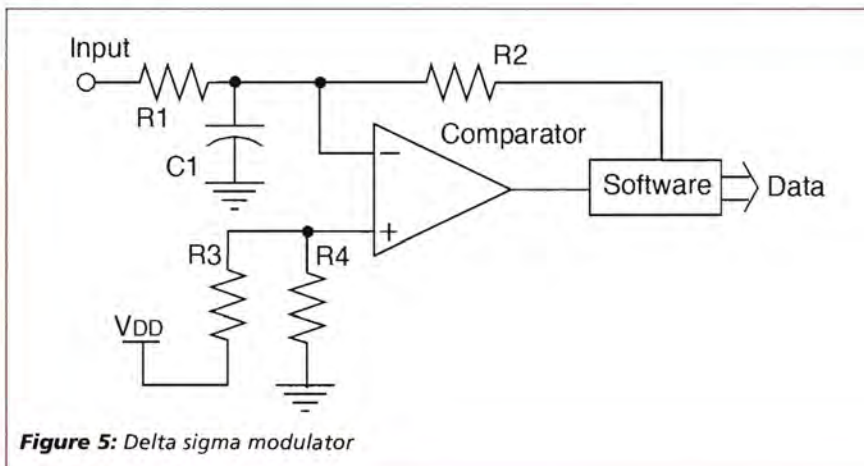 Input
R1
C1
R2
Comparator
−
+
Software
Data
R3
R4
VDD
Figure 5: Delta sigma modulator